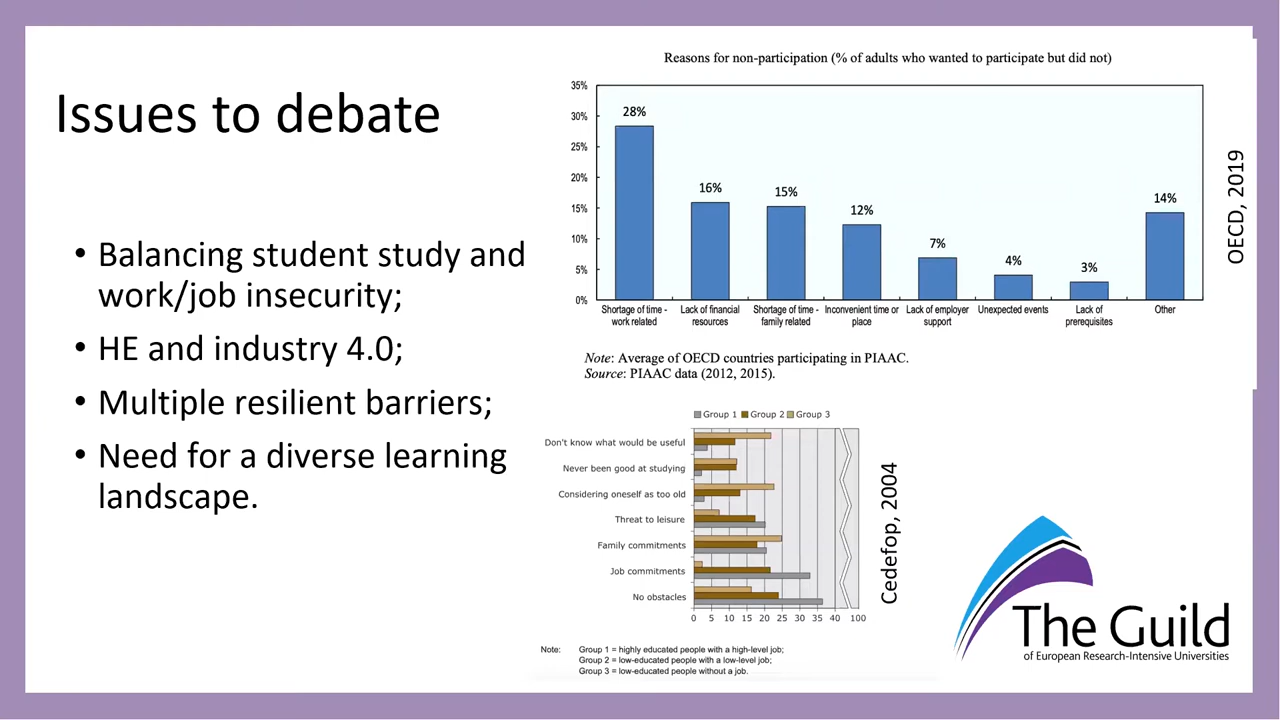 Issues to debate
• Balancing student study and
work/job insecurity;
• HE and industry 4.0;
• Multiple resilient barriers;
• Need for a diverse learning
landscape.
Reasons for non-participation (% of adults who wanted to participate but did not)
35%
30%
25%
20%
15%
10%
5%
0%
28%
16%
15%
12%
7%
4%
3%
14%
Shortage of time -
work related
Lack of financial
resources
Shortage of time -
family related
Inconvenient time or
place
Lack of employer
support
Unexpected events
Lack of
prerequisites
Other
OECD, 2019
Note: Average of OECD countries participating in PIAAC.
Source: PIAAC data (2012, 2015).
Group 1 Group 2 Group 3
Don't know what would be useful
Never been good at studying
Considering oneself as too old
Threat to leisure
Family commitments
Job commitments
No obstacles
0 5 10 15 20 25 30 35 40 100
Cedefop, 2004
Note: Group 1 = highly educated people with a high-level job;
Group 2 = low-educated people with a low-level job;
Group 3 = low-educated people without a job.
The Guild
of European Research-Intensive Universities